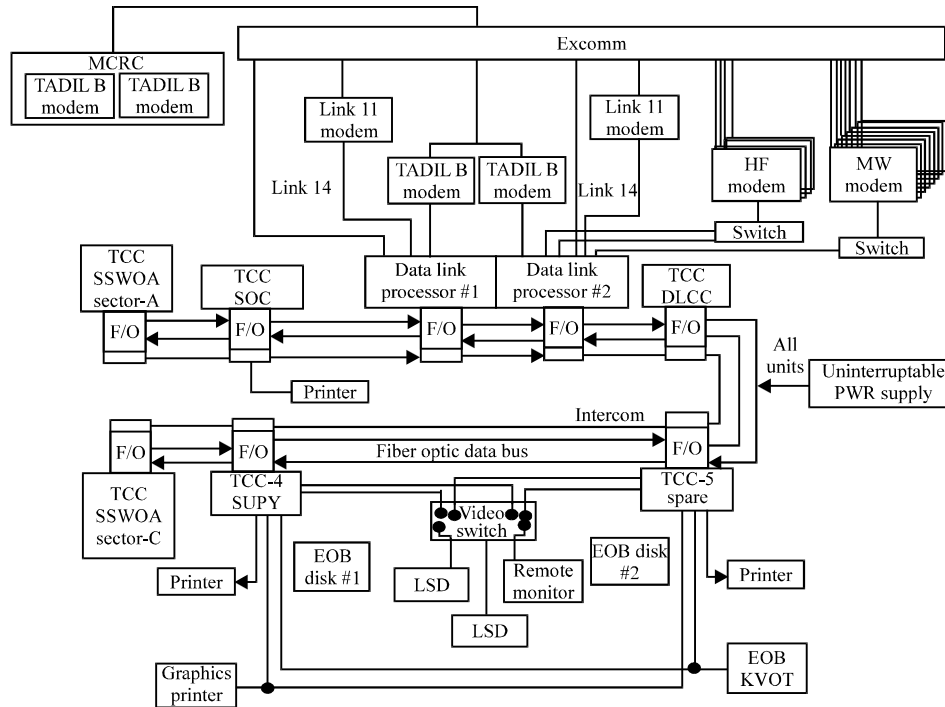 Excomm
MCRC
TADIL B
modem
TADIL B
modem
Link 11
modem
Link 11
modem
HF
modem
MW
modem
TADIL B
modem
TADIL B
modem
Link 14
Link 14
Switch
Switch
TCC
SSWOA
sector-A
TCC
SOC
Data link
processor #1
Data link
processor #2
TCC
DLCC
F/O
F/O
F/O
F/O
F/O
All
units
Uninterruptable
PWR supply
Printer
Intercom
F/O
F/O
F/O
Fiber optic data bus
TCC
SSWOA
sector-C
TCC-4
SUPY
TCC-5
spare
Video
switch
EOB
disk #1
EOB disk
#2
Printer
LSD
Remote
monitor
Printer
LSD
Graphics
printer
EOB
KVOT